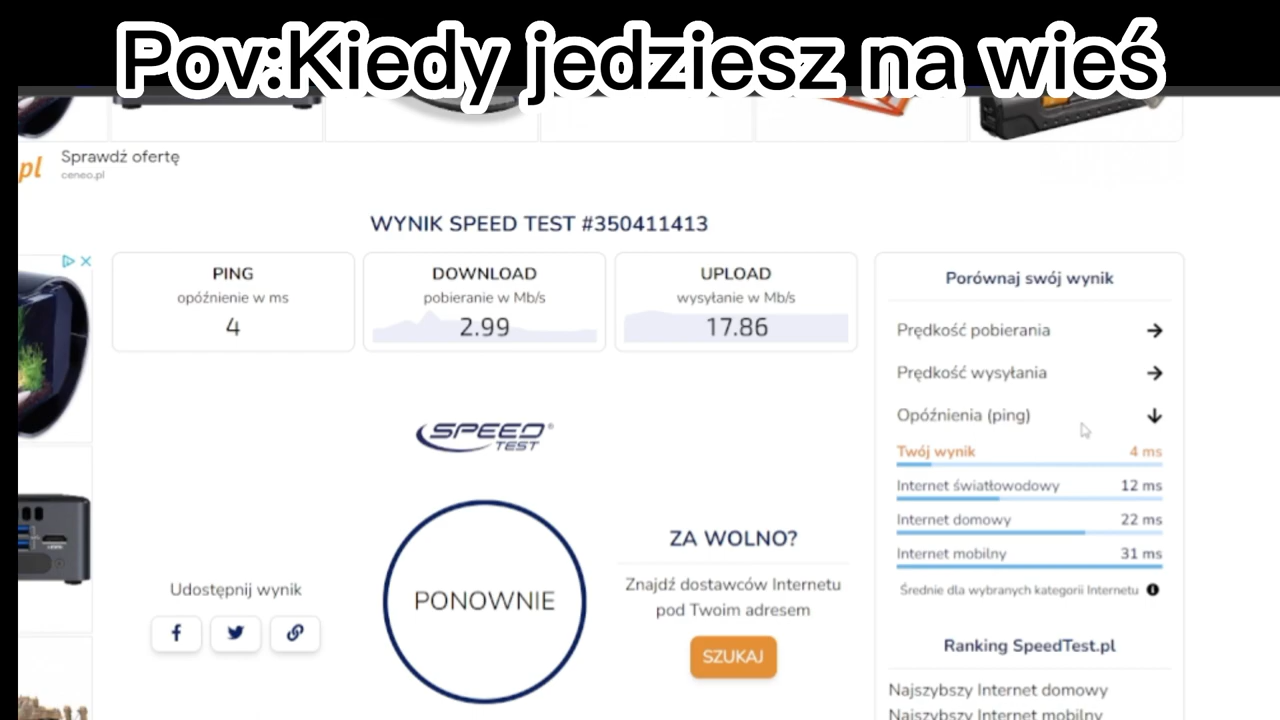 Pov:Kiedy jedziesz na wieś
pl
Sprawdź ofertę
ceneo.pl
WYNIK SPEED TEST #350411413
PING
opóźnienie w ms
4
DOWNLOAD
pobieranie w Mb/s
2.99
UPLOAD
wysyłanie w Mb/s
17.86
SPEED
TEST
®
PONOWNIE
Udostępnij wynik
ZA WOLNO?
Znajdź dostawców Internetu
pod Twoim adresem
SZUKAJ
Porównaj swój wynik
Prędkość pobierania
Prędkość wysyłania
Opóźnienia (ping)
Twój wynik 4 ms
Internet światłowodowy 12 ms
Internet domowy 22 ms
Internet mobilny 31 ms
Średnie dla wybranych kategorii Internetu
Ranking SpeedTest.pl
Najszybszy Internet domowy
Najszybszy Internet mobilny